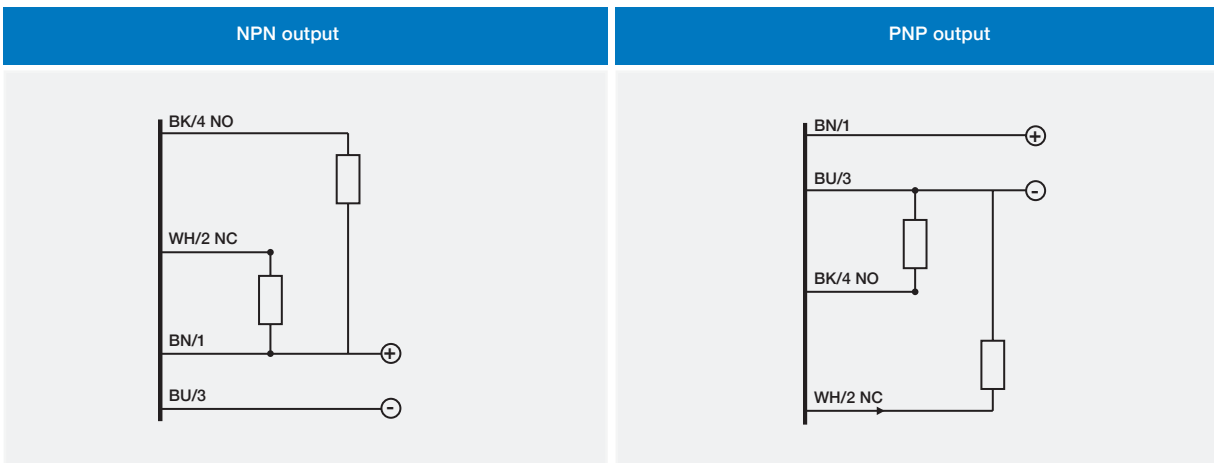 NPN output
BK/4 NO
WH/2 NC
BN/1
+
BU/3
-
PNP output
BN/1
+
BU/3
-
BK/4 NO
WH/2 NC